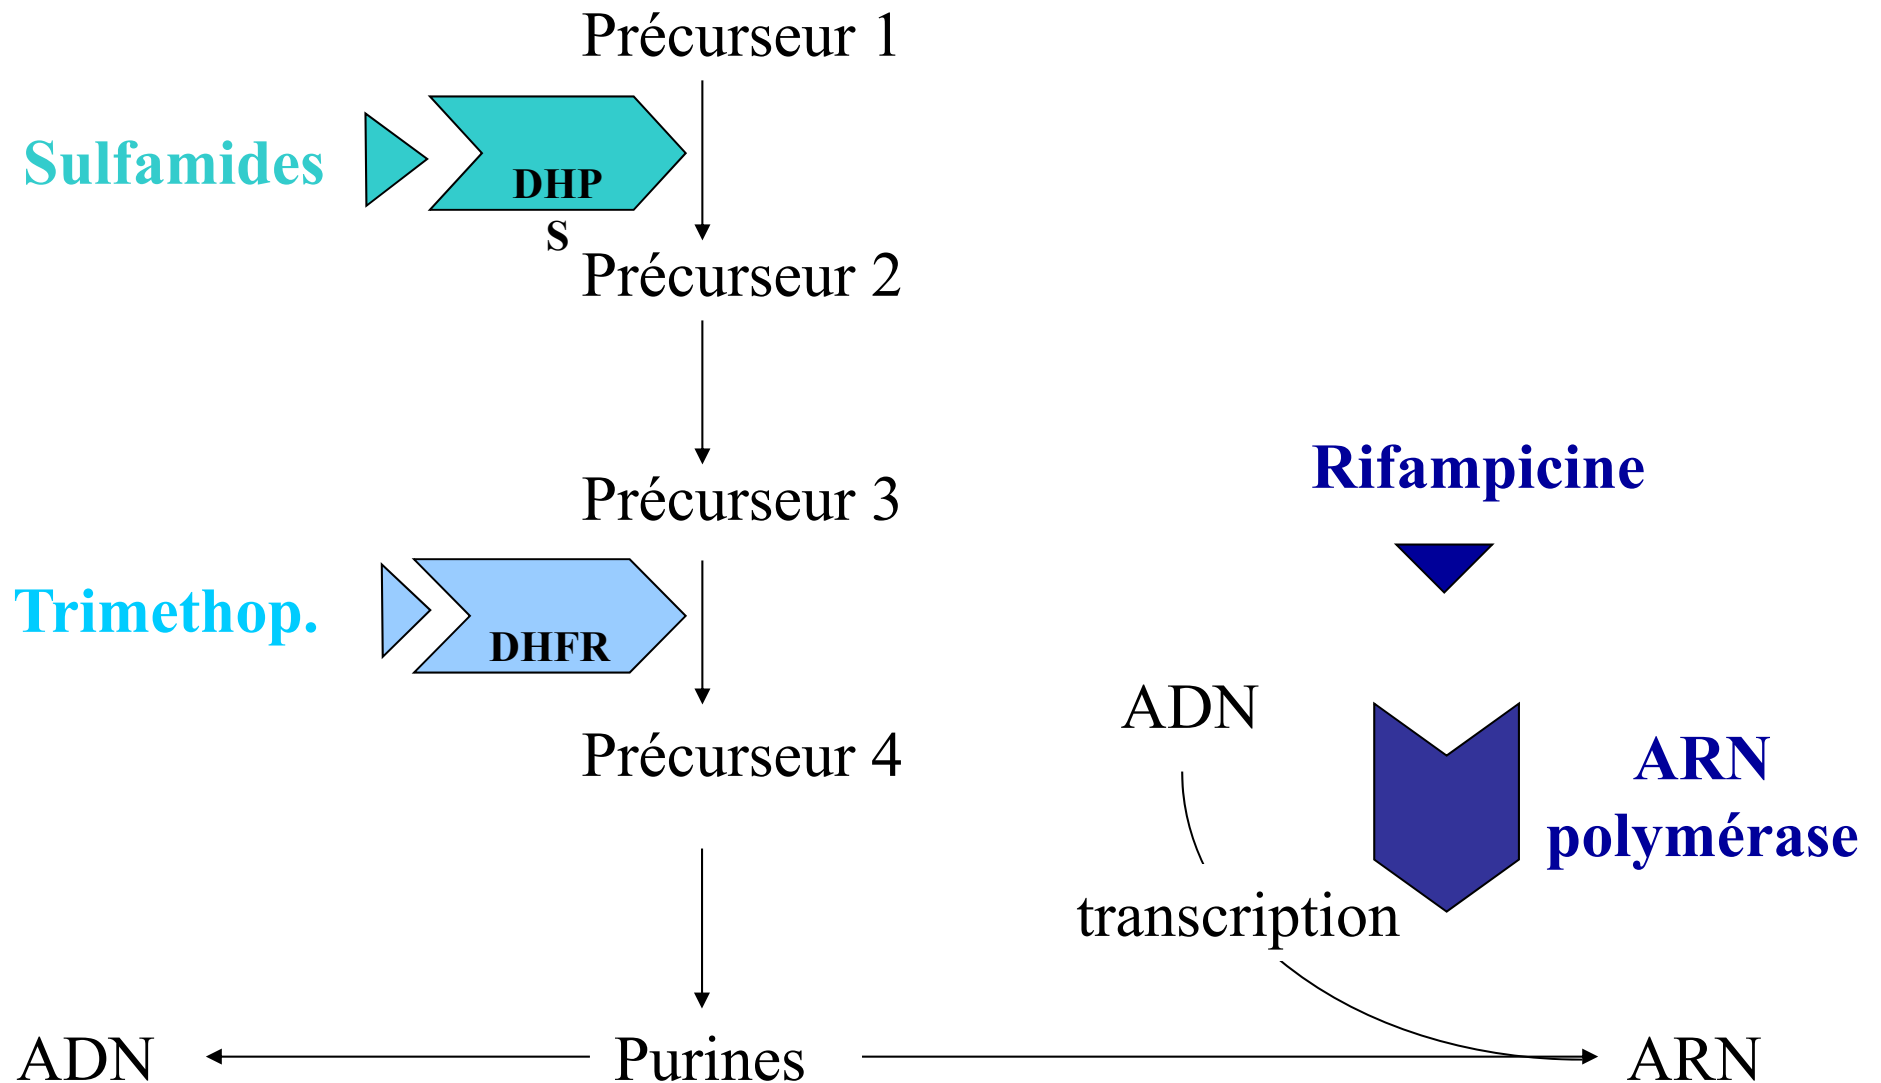 Précurseur 1
Sulfamides
DHP
S
Précurseur 2
Rifampicine
Précurseur 3
Trimethop.
DHFR
ADN
Précurseur 4
ARN
polymérase
transcription
ADN
Purines
ARN